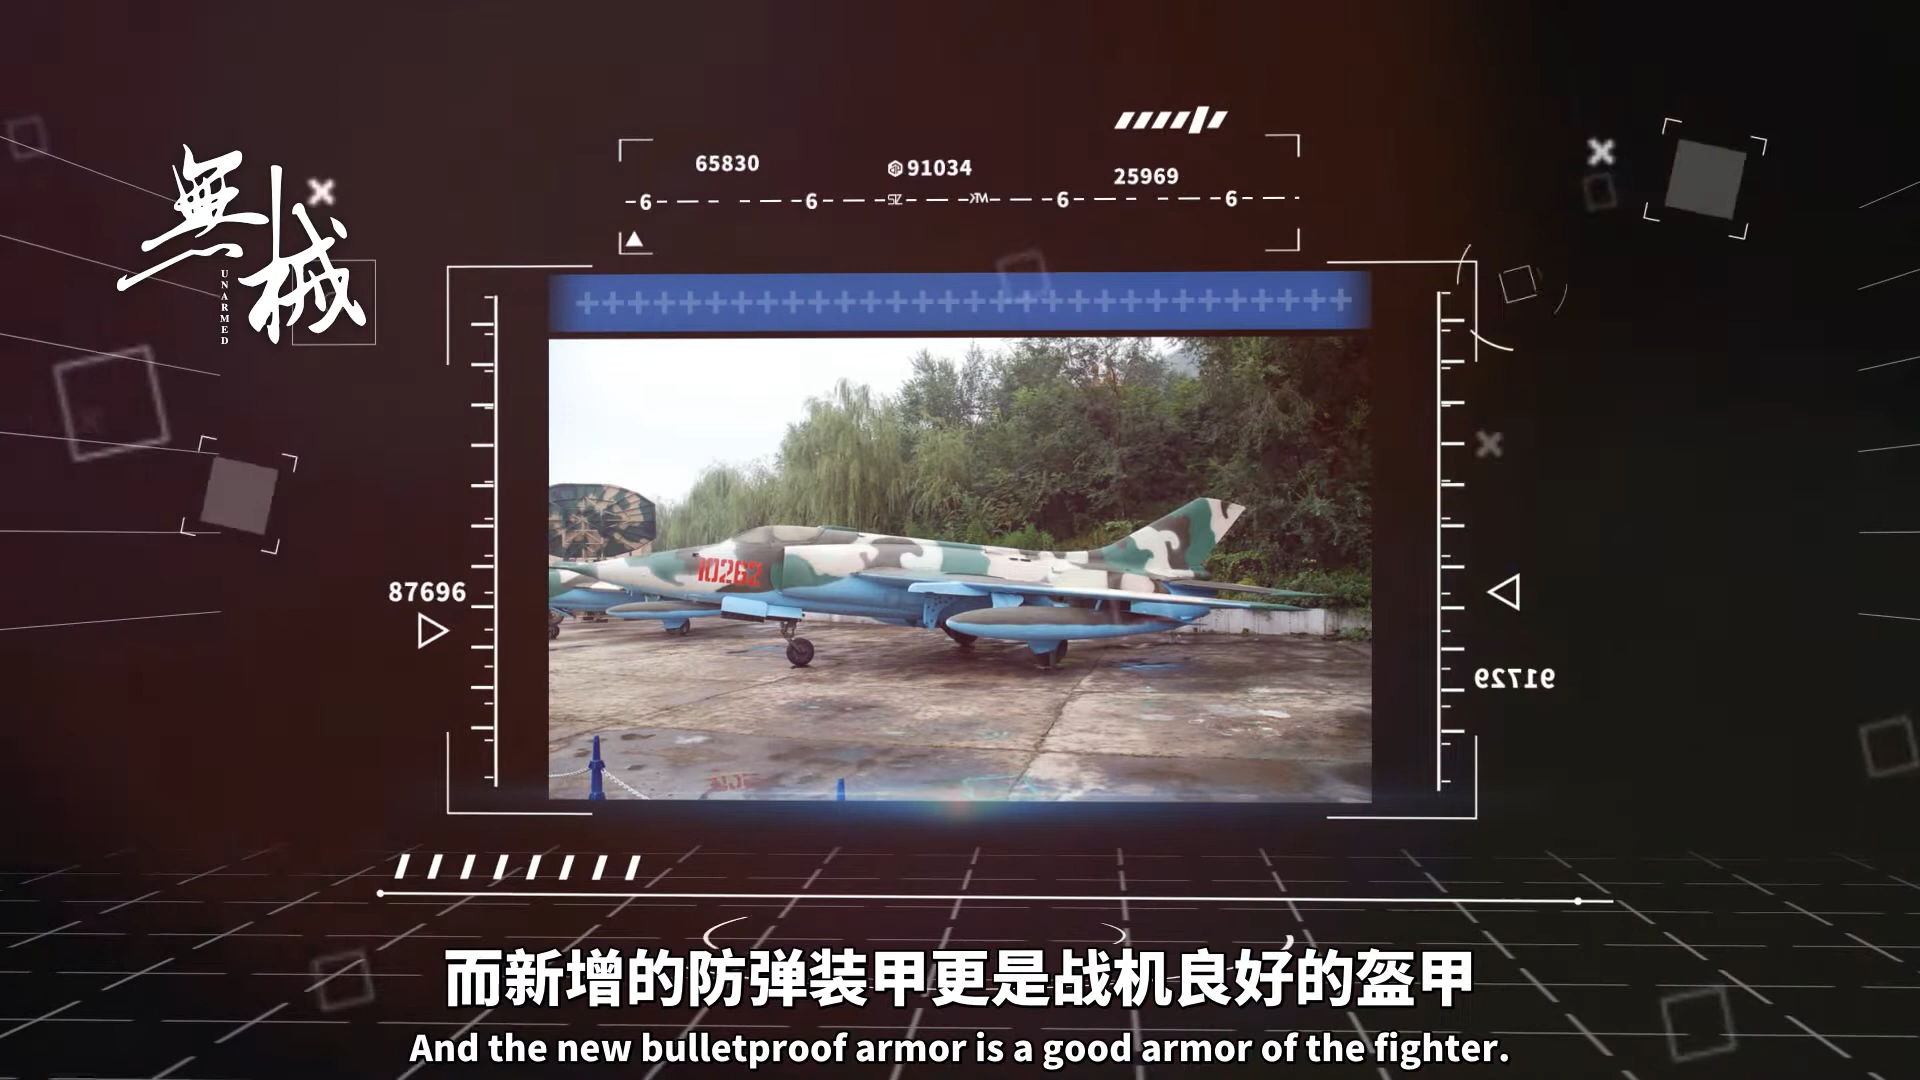 無械
UNARMED
65830
91034
25969
6
6
6
6
10262
87696
91729
而新增的防弹装甲更是战机良好的盔甲
And the new bulletproof armor is a good armor of the fighter.